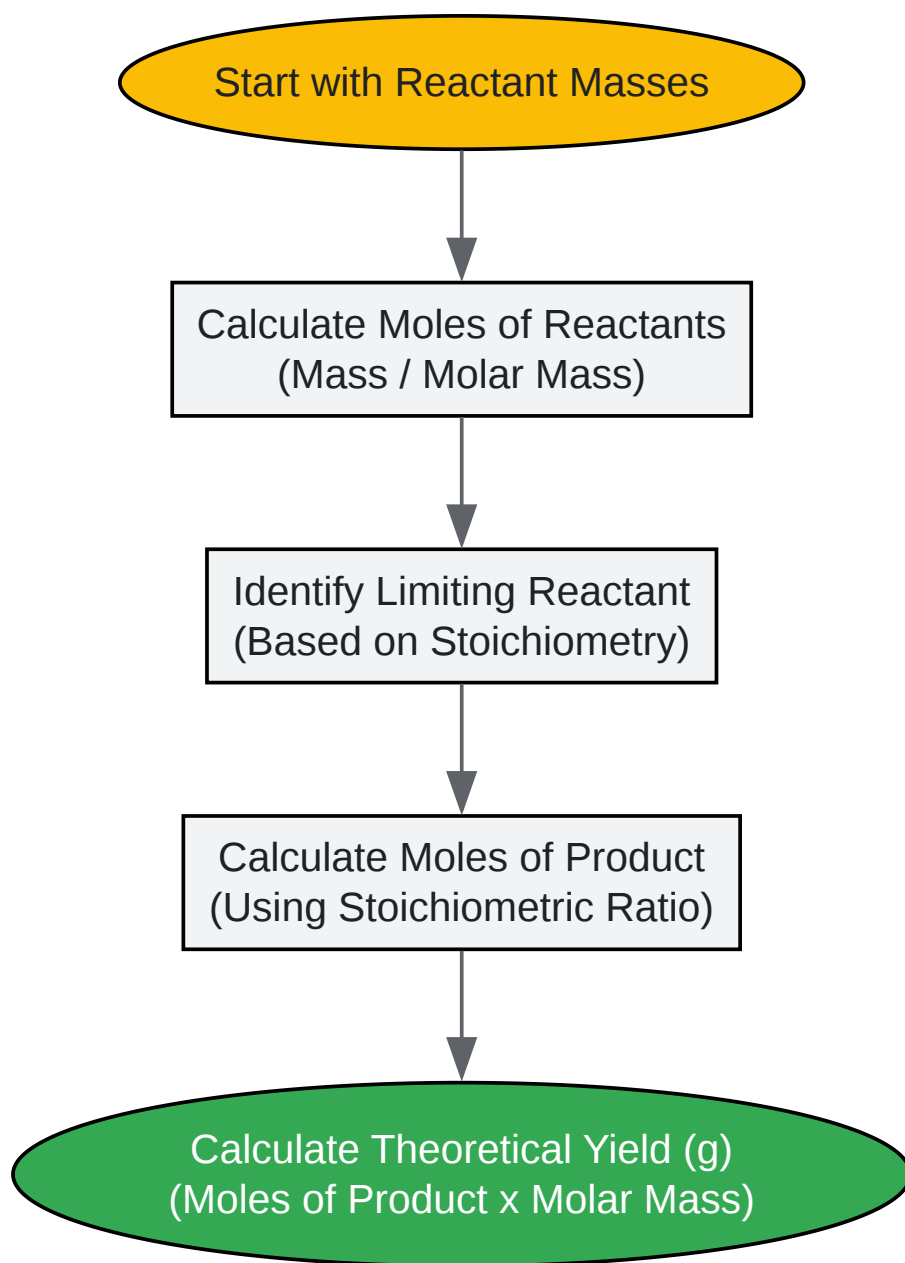 Start with Reactant Masses
Calculate Moles of Reactants
(Mass / Molar Mass)
Identify Limiting Reactant
(Based on Stoichiometry)
Calculate Moles of Product
(Using Stoichiometric Ratio)
Calculate Theoretical Yield (g)
(Moles of Product x Molar Mass)